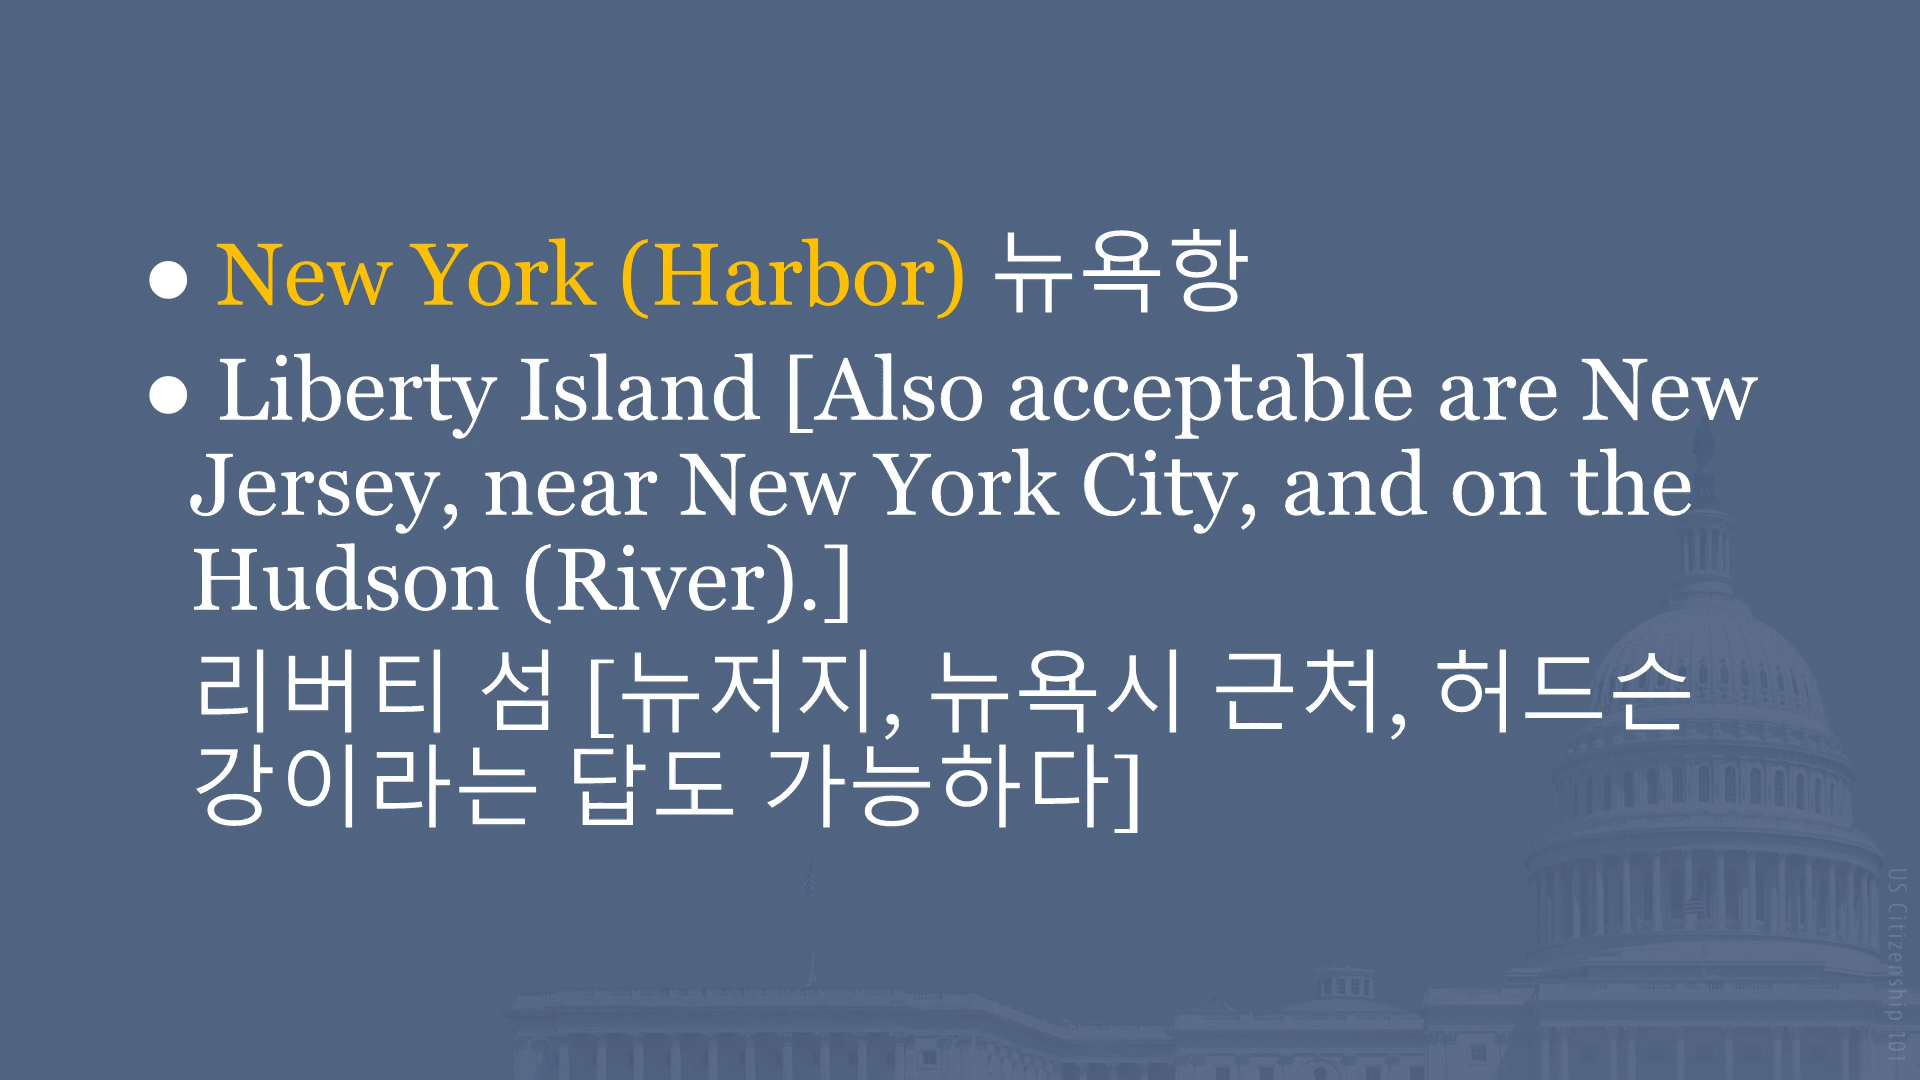 ● New York (Harbor) 뉴욕항
● Liberty Island [Also acceptable are New
Jersey, near New York City, and on the
Hudson (River).]
리버티 섬 [뉴저지, 뉴욕시 근처, 허드슨
강이라는 답도 가능하다]
US Citizenship 101